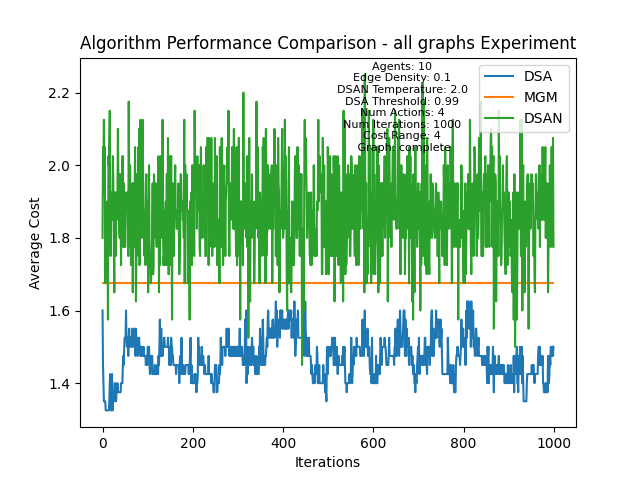 Algorithm Performance Comparison - all graphs Experiment
Agents: 10
Edge Density: 0.1
DSAN Temperature: 2.0
DSA Threshold: 0.99
Num Actions: 4
Num Iterations: 1000
Cost Range: 4
Graph: complete
DSA
MGM
DSAN
Average Cost
2.2
2.0
1.8
1.6
1.4
0
200
400
600
800
1000
Iterations